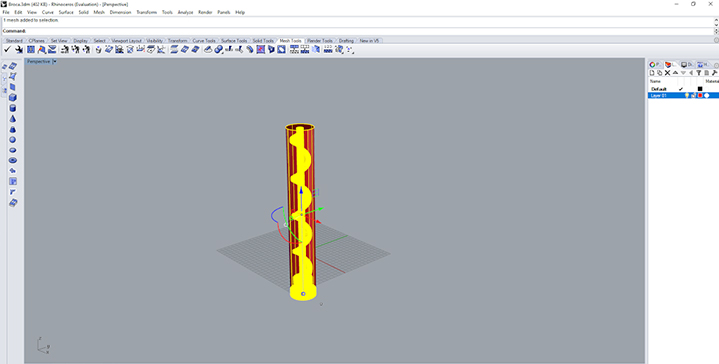 Broca.3dm (402 KB) - Rhinoceros (Evaluation) - [Perspective]
File Edit View Curve Surface Solid Mesh Dimension Transform Tools Analyze Render Panels Help
1 mesh added to selection.
Command:
Standard CPlanes Set View Display Select Viewport Layout Visibility Transform Curve Tools Surface Tools Solid Tools Mesh Tools Render Tools Drafting New in V5
Perspective
Name Material
Default
Layer 01